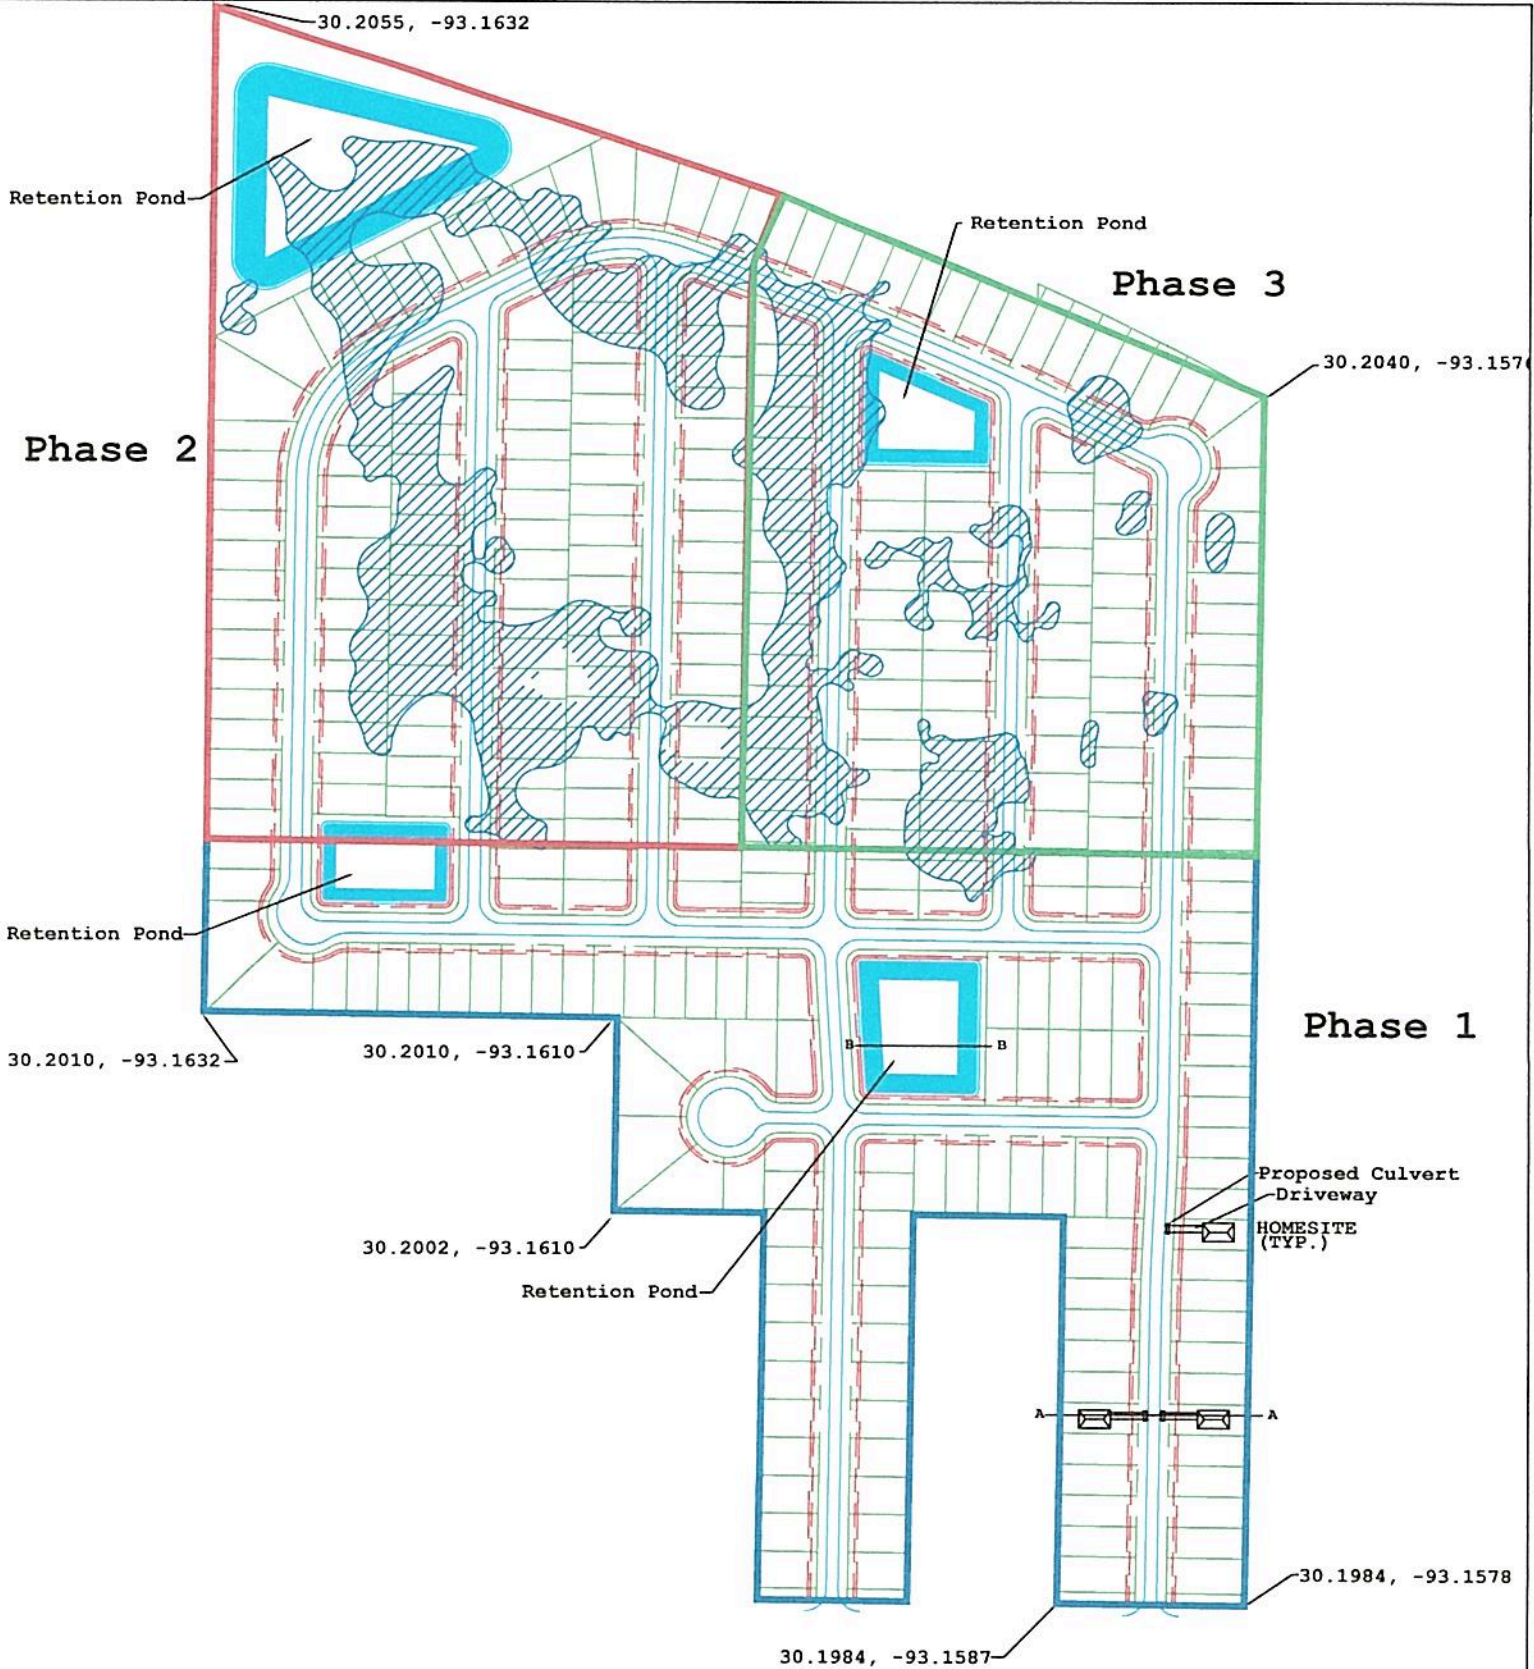 30.2055, -93.1632
Retention Pond
Retention Pond
Phase 3
30.2040, -93.157
Phase 2
Retention Pond
Phase 1
30.2010, -93.1632
30.2010, -93.1610
B B
Proposed Culvert
Driveway
HOMESITE
(TYP.)
30.2002, -93.1610
Retention Pond
A A
30.1984, -93.1578
30.1984, -93.1587